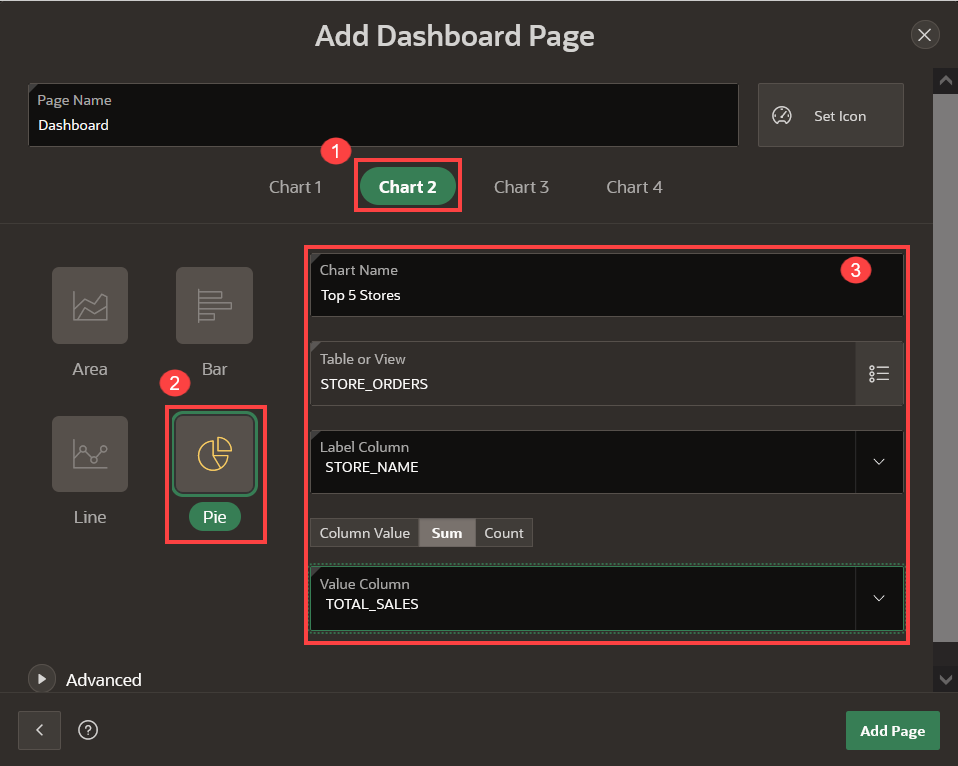 Add Dashboard Page
Page Name
Dashboard
Set Icon
1
Chart 1
Chart 2
Chart 3
Chart 4
Chart Name
3
Top 5 Stores
Area
Bar
Table or View
STORE_ORDERS
2
Label Column
STORE_NAME
Line
Pie
Column Value
Sum
Count
Value Column
TOTAL_SALES
Advanced
?
Add Page